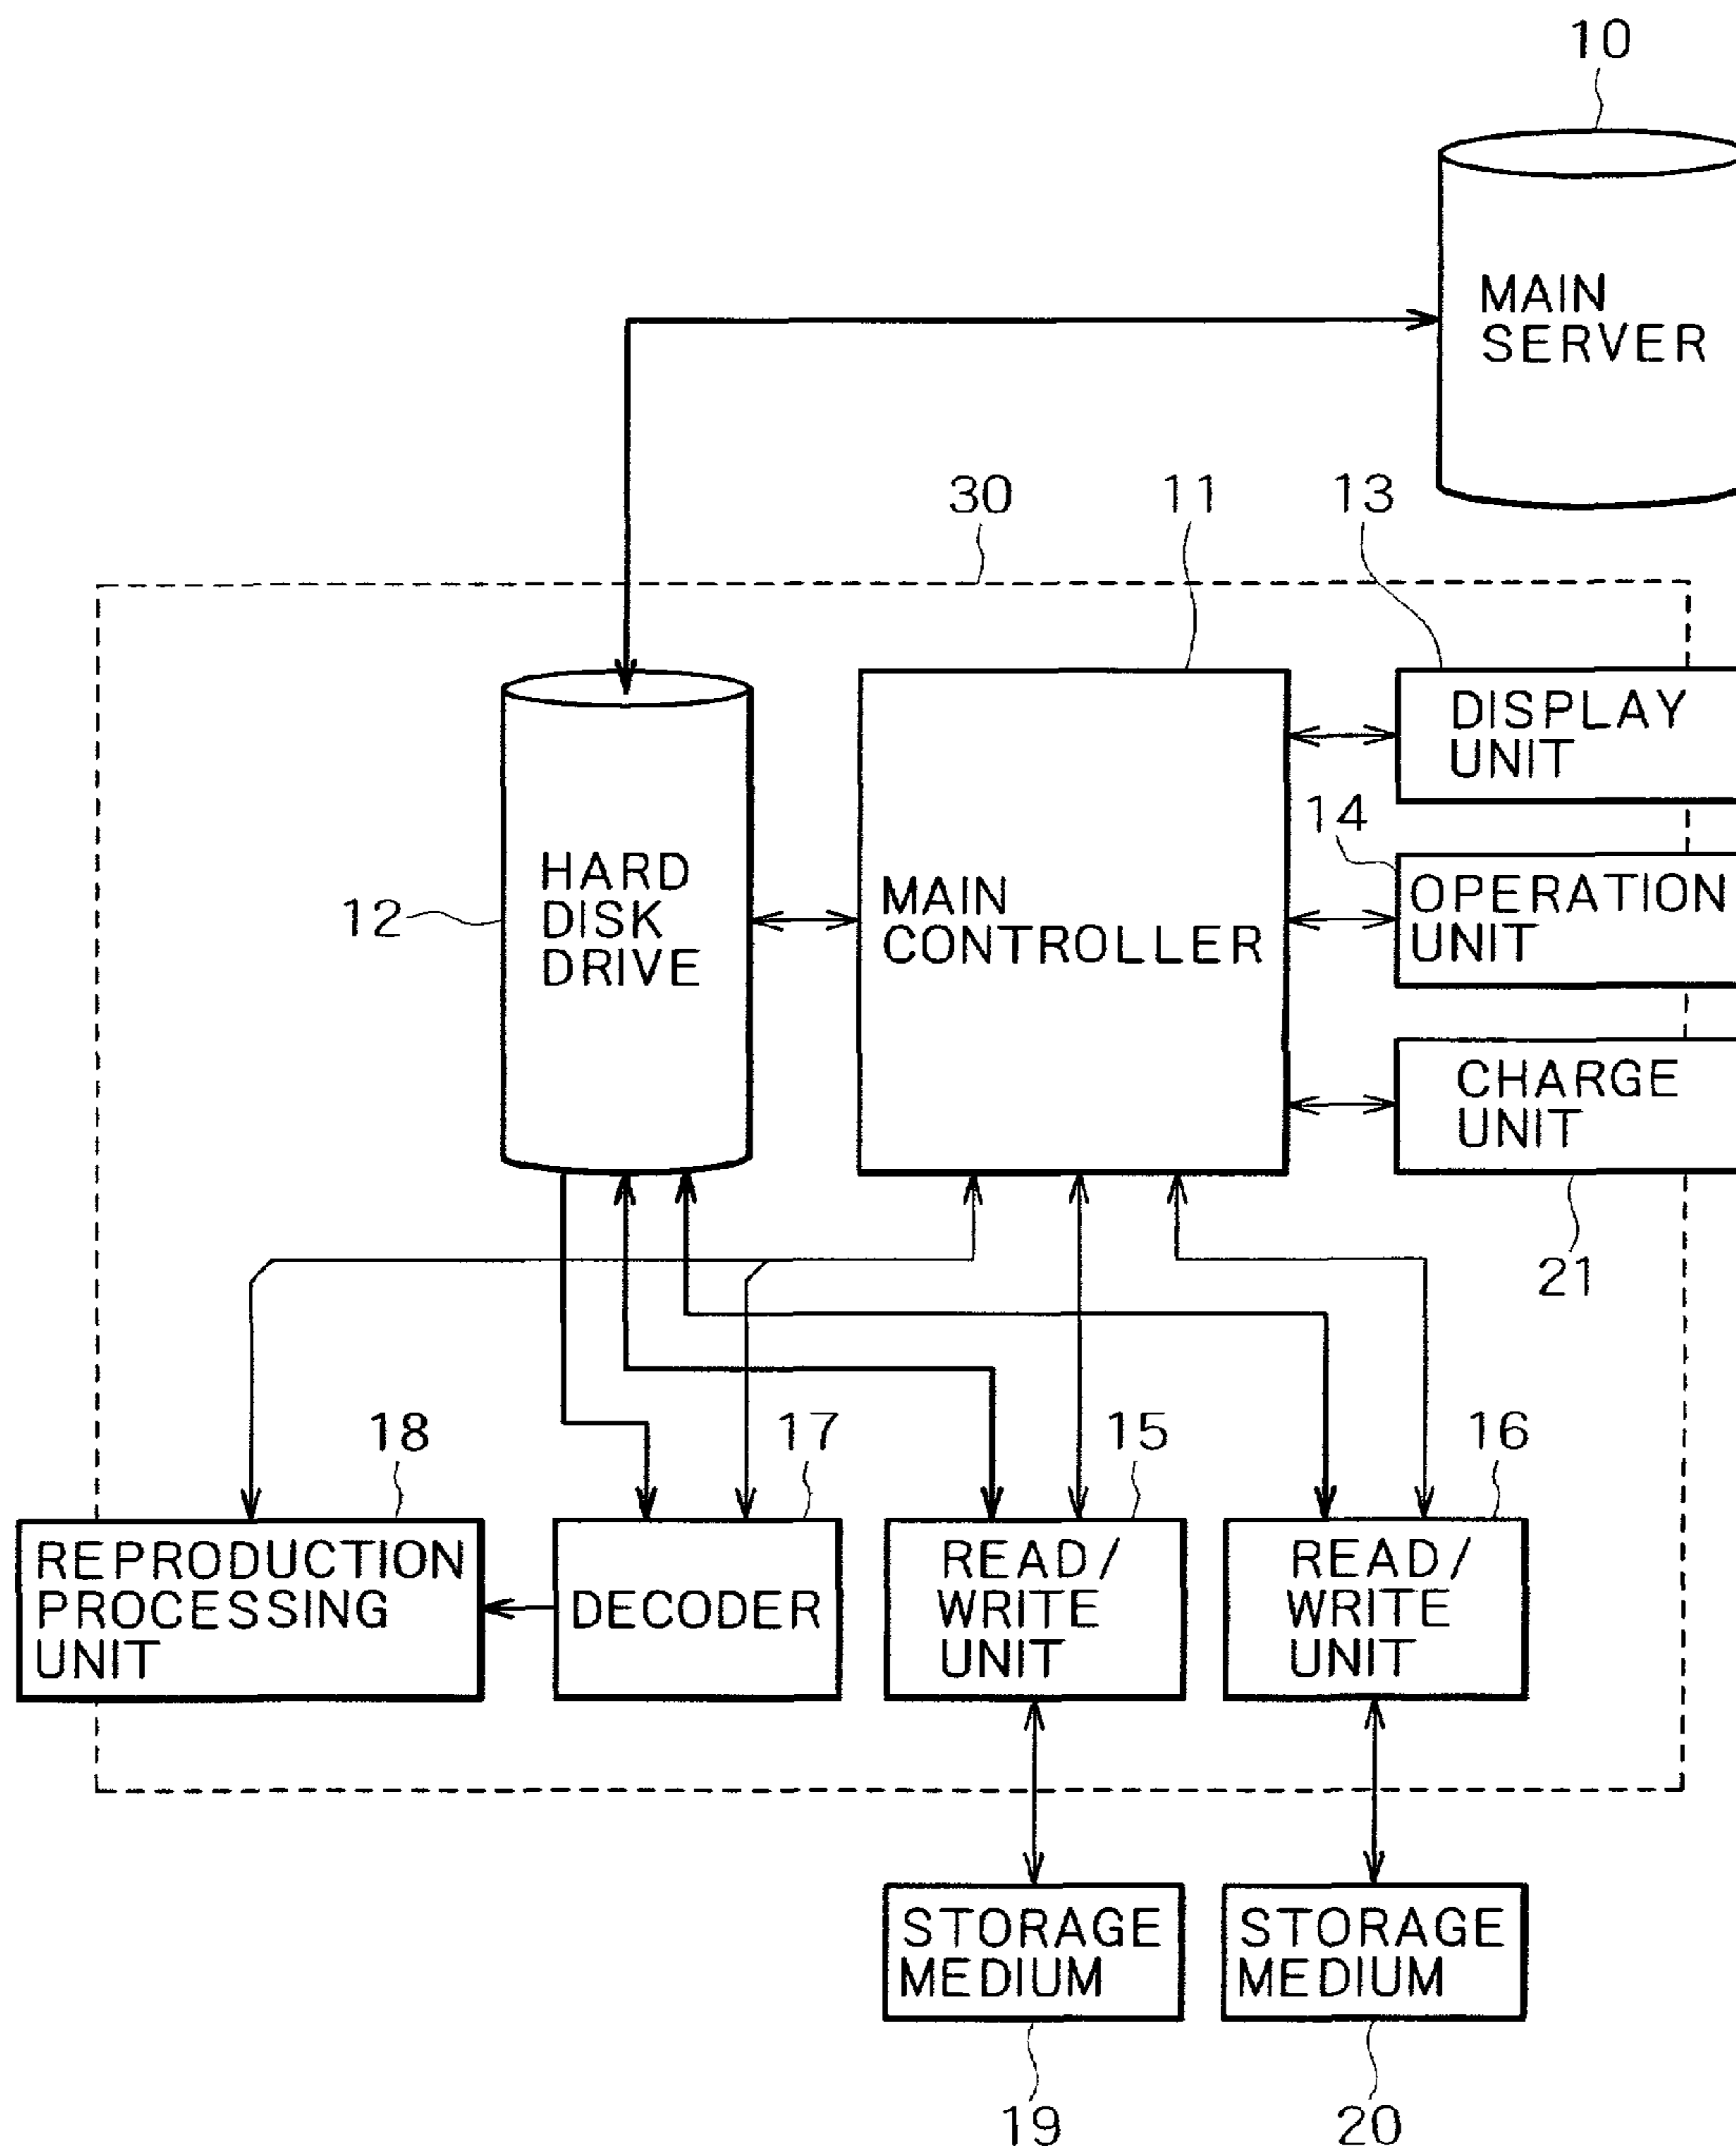 10
MAIN
SERVER
30
11
13
DISPLAY
UNIT
14
HARD
DISK
DRIVE
12
MAIN
CONTROLLER
OPERATION
UNIT
CHARGE
UNIT
21
18
17
15
16
REPRODUCTION
PROCESSING
UNIT
DECODER
READ/
WRITE
UNIT
READ/
WRITE
UNIT
STORAGE
MEDIUM
STORAGE
MEDIUM
19
20